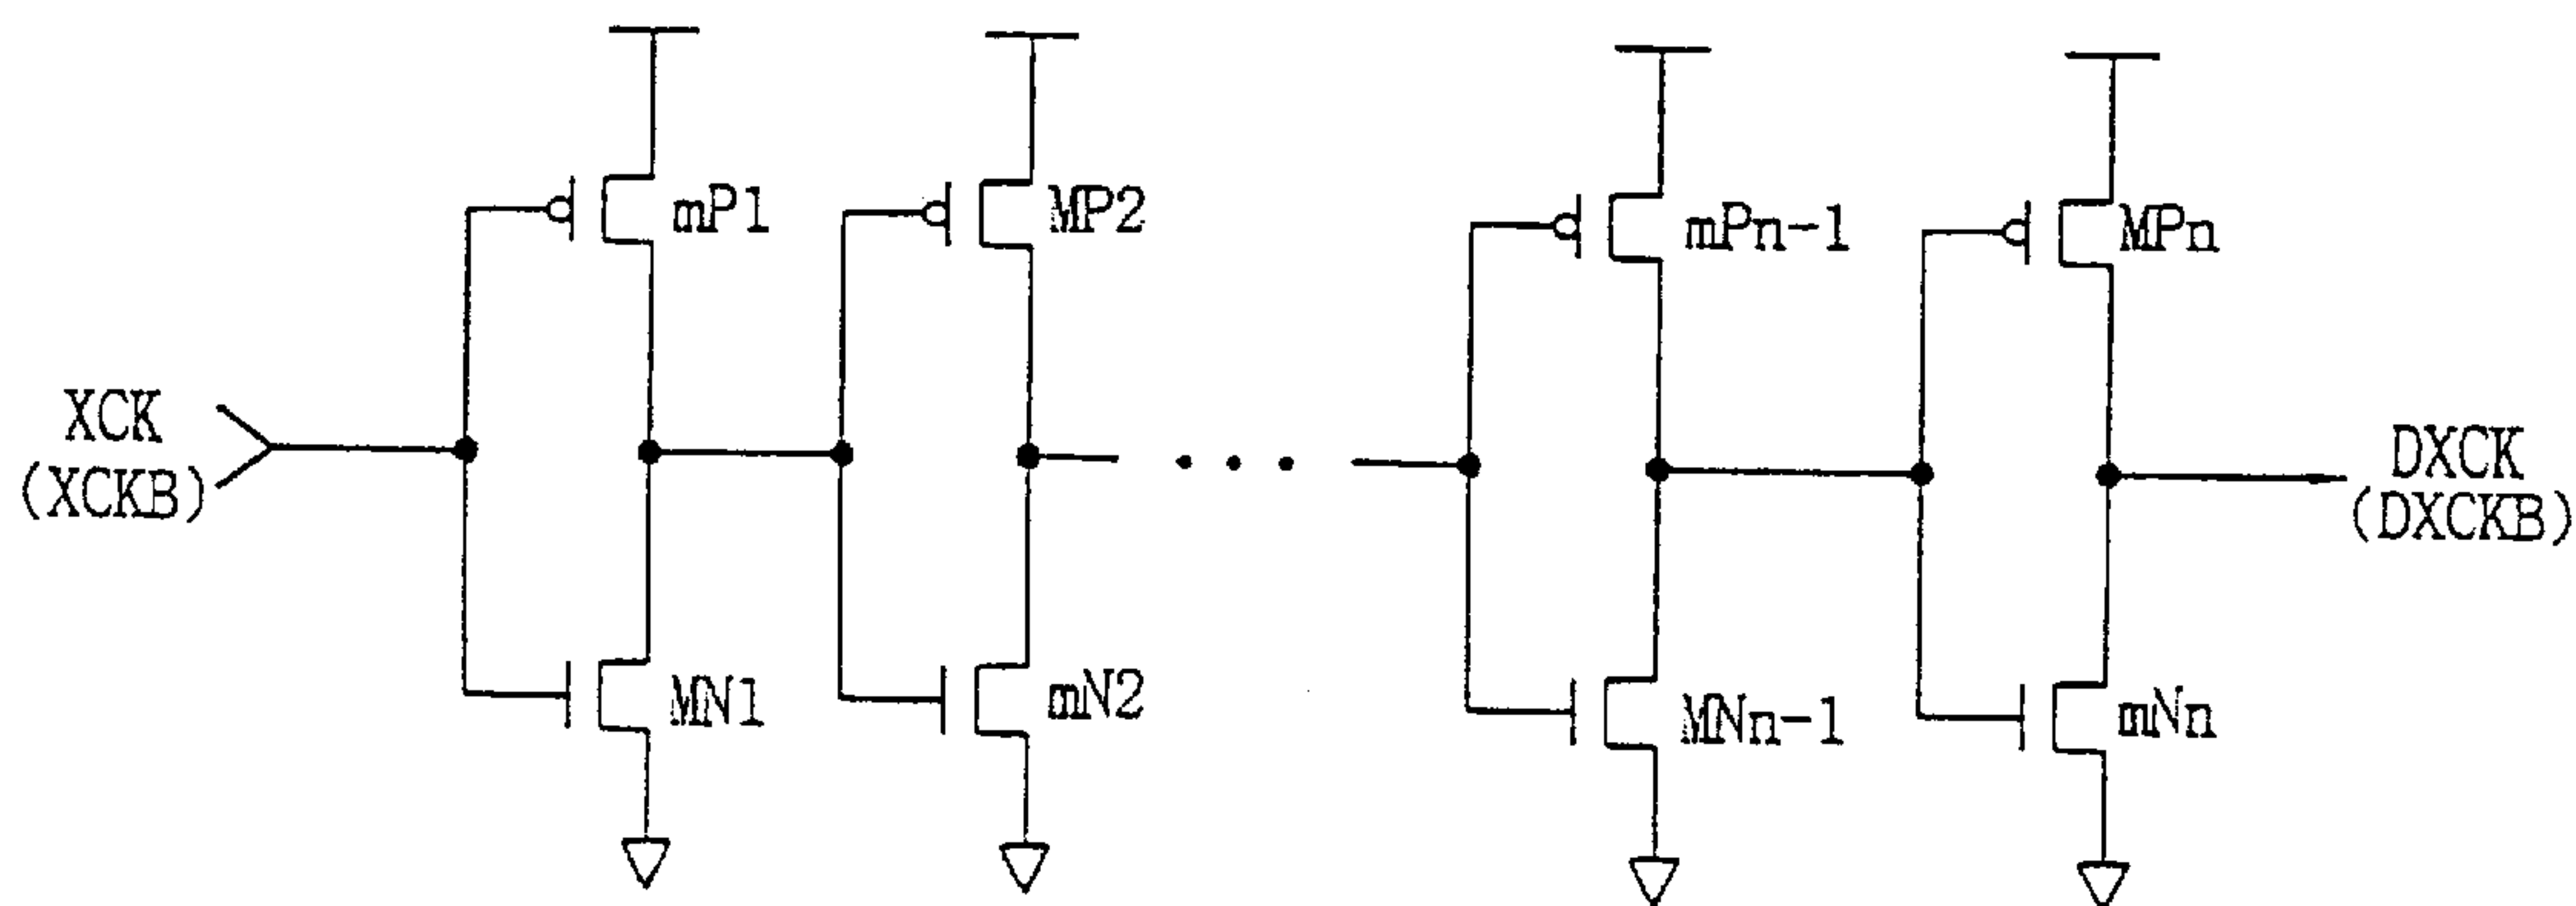 mP1
MP2
mPn-1
MPn
XCK
(XCKB)
DXCK
(DXCKB)
MN1
mN2
MNn-1
mNn